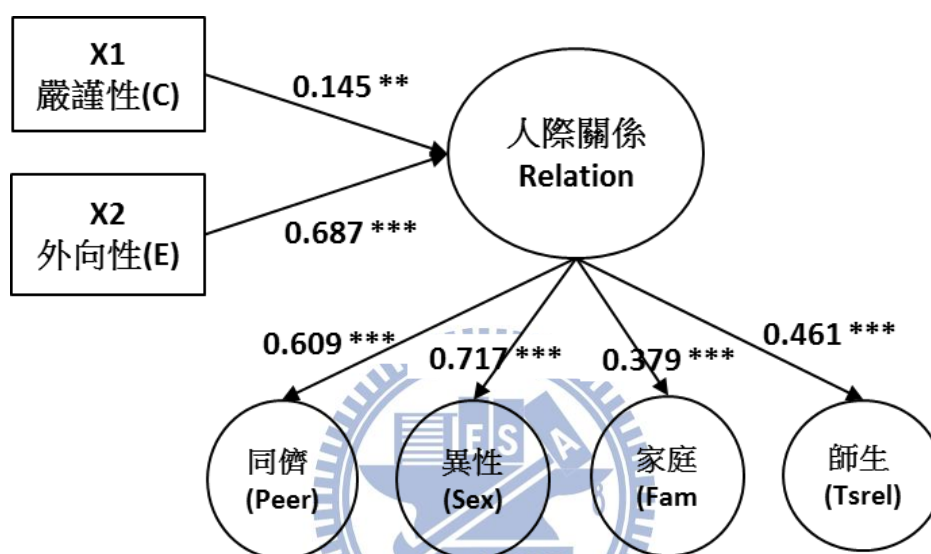 X1
嚴謹性(C)
0.145 **
人際關係
Relation
X2
外向性(E)
0.687 ***
0.609 ***
0.717 ***
0.379 ***
0.461 ***
同儕
(Peer)
異性
(Sex)
家庭
(Fam
師生
(Tsrel)
ES
A